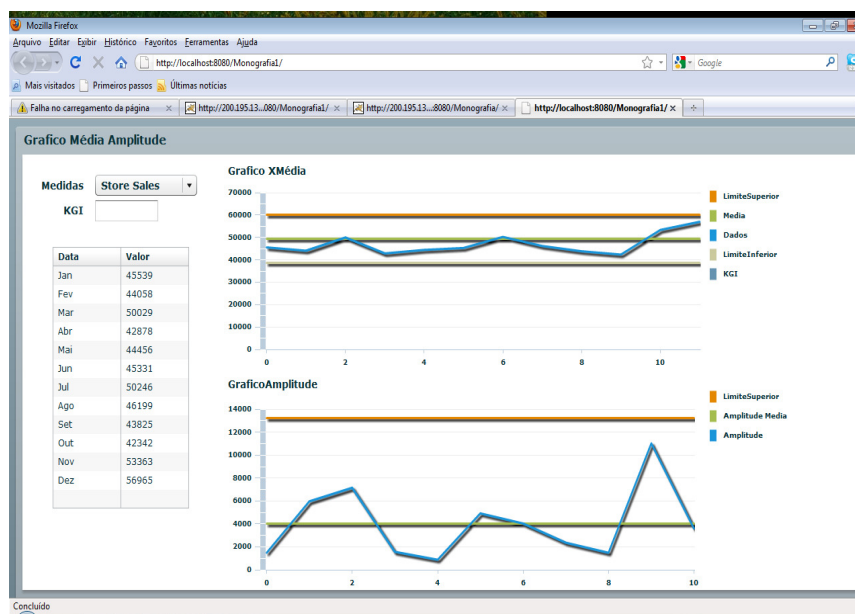 Mozilla Firefox
Arquivo Editar Exibir Histórico Favoritos Ferramentas Ajuda
http://localhost:8080/Monografia1/
Google
Mais visitados Primeiros passos Últimas notícias
Falha no carregamento da página
http://200.195.13...080/Monografia1/
http://200.195.13...:8080/Monografia/
http://localhost:8080/Monografia1/
Grafico Média Amplitude
Medidas Store Sales
KGI
Data Valor
Jan 45539
Fev 44058
Mar 50029
Abr 42878
Mai 44456
Jun 45331
Jul 50246
Ago 46199
Set 43825
Out 42342
Nov 53363
Dez 56965
Grafico XMédia
70000
60000
50000
40000
30000
20000
10000
0
0 2 4 6 8 10
LimiteSuperior
Media
Dados
LimiteInferior
KGI
GraficoAmplitude
14000
12000
10000
8000
6000
4000
2000
0
0 2 4 6 8 10
LimiteSuperior
Amplitude Media
Amplitude
Concluído